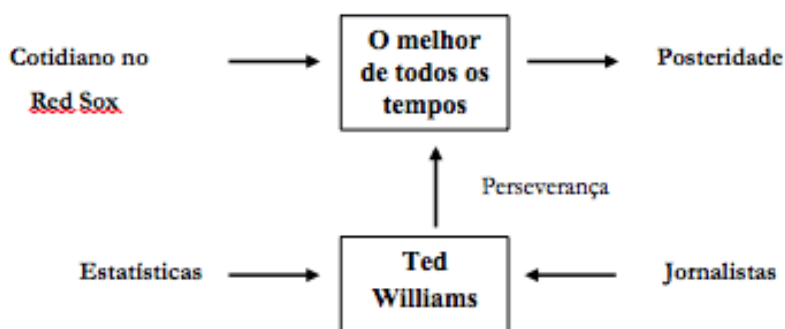 Cotidiano no
Red Sox
O melhor
de todos os
tempos
Posteridade
Perseverança
Estatísticas
Ted
Williams
Jornalistas